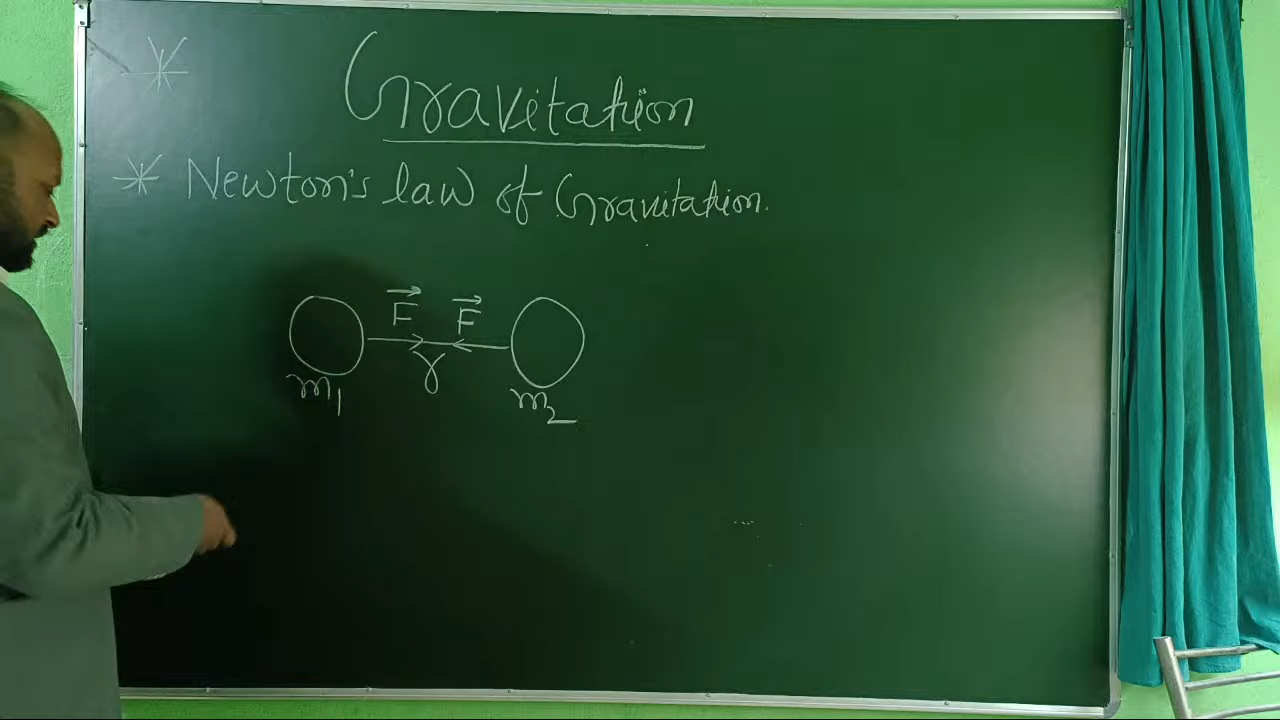 * Gravitation
* Newton's law of Gravitation.
F F
r
m1 m2